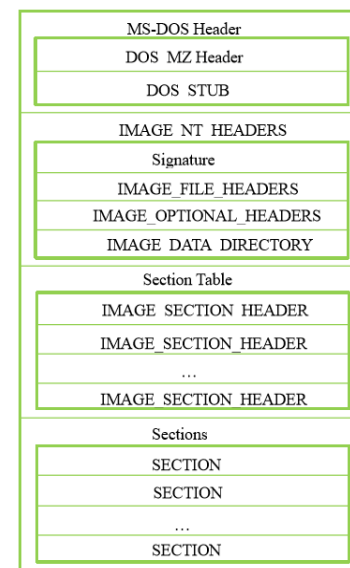 MS-DOS Header
DOS MZ Header
DOS STUB
IMAGE NT HEADERS
Signature
IMAGE_FILE_HEADERS
IMAGE_OPTIONAL_HEADERS
IMAGE DATA DIRECTORY
Section Table
IMAGE SECTION HEADER
IMAGE_SECTION_HEADER
…
IMAGE_SECTION_HEADER
Sections
SECTION
SECTION
…
SECTION